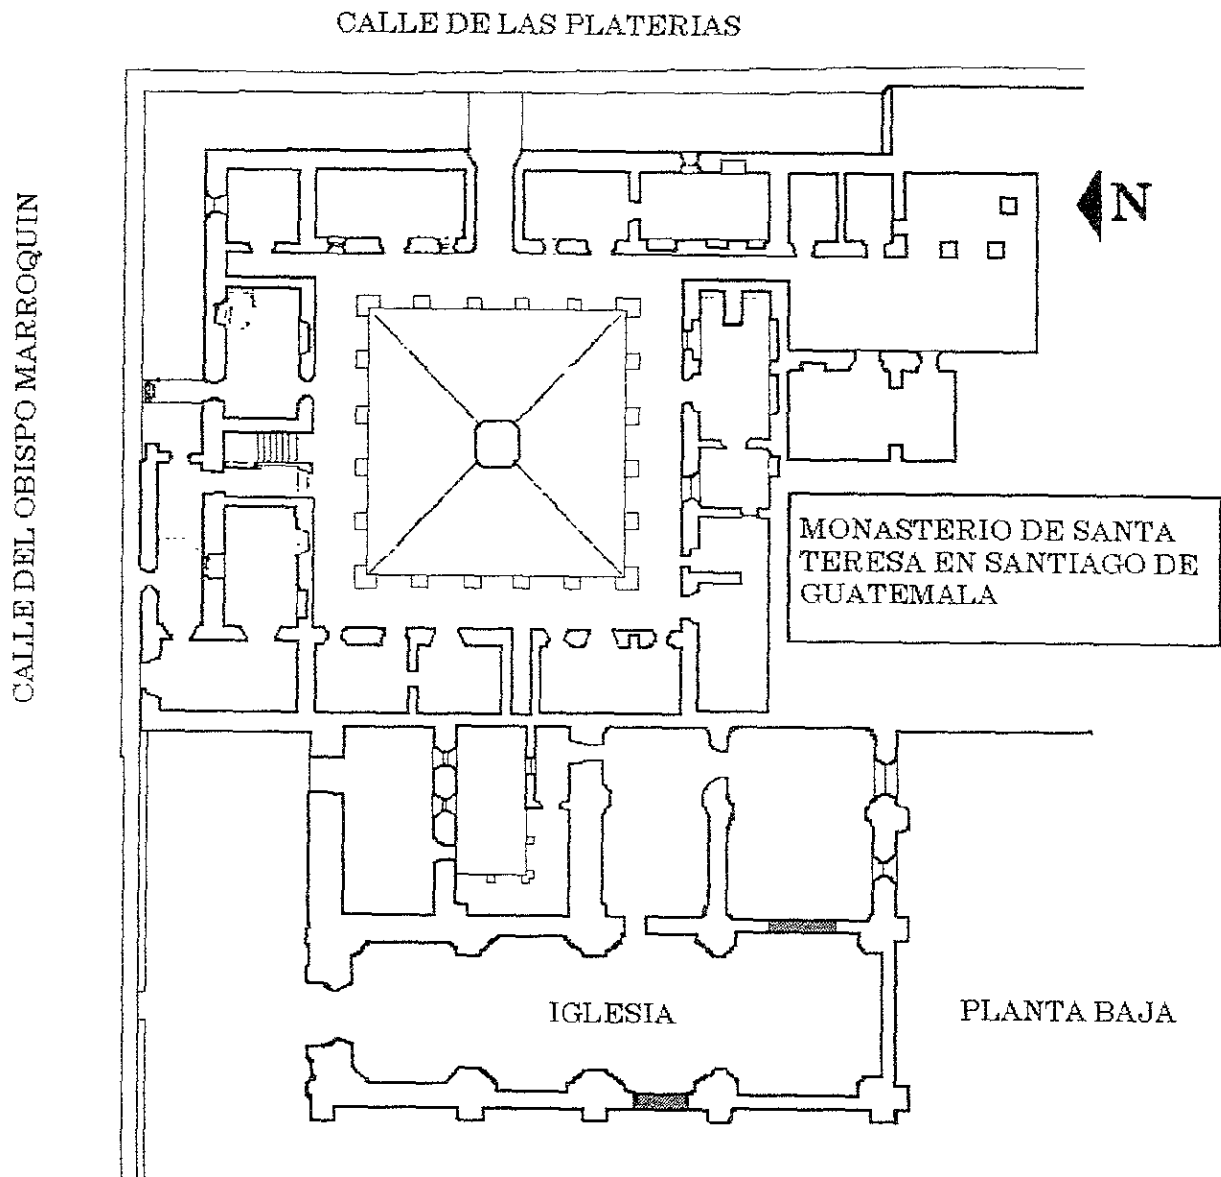 CALLE DE LAS PLATERIAS
CALLE DEL OBISPO MARROQUIN
N
MONASTERIO DE SANTA
TERESA EN SANTIAGO DE
GUATEMALA
IGLESIA
PLANTA BAJA